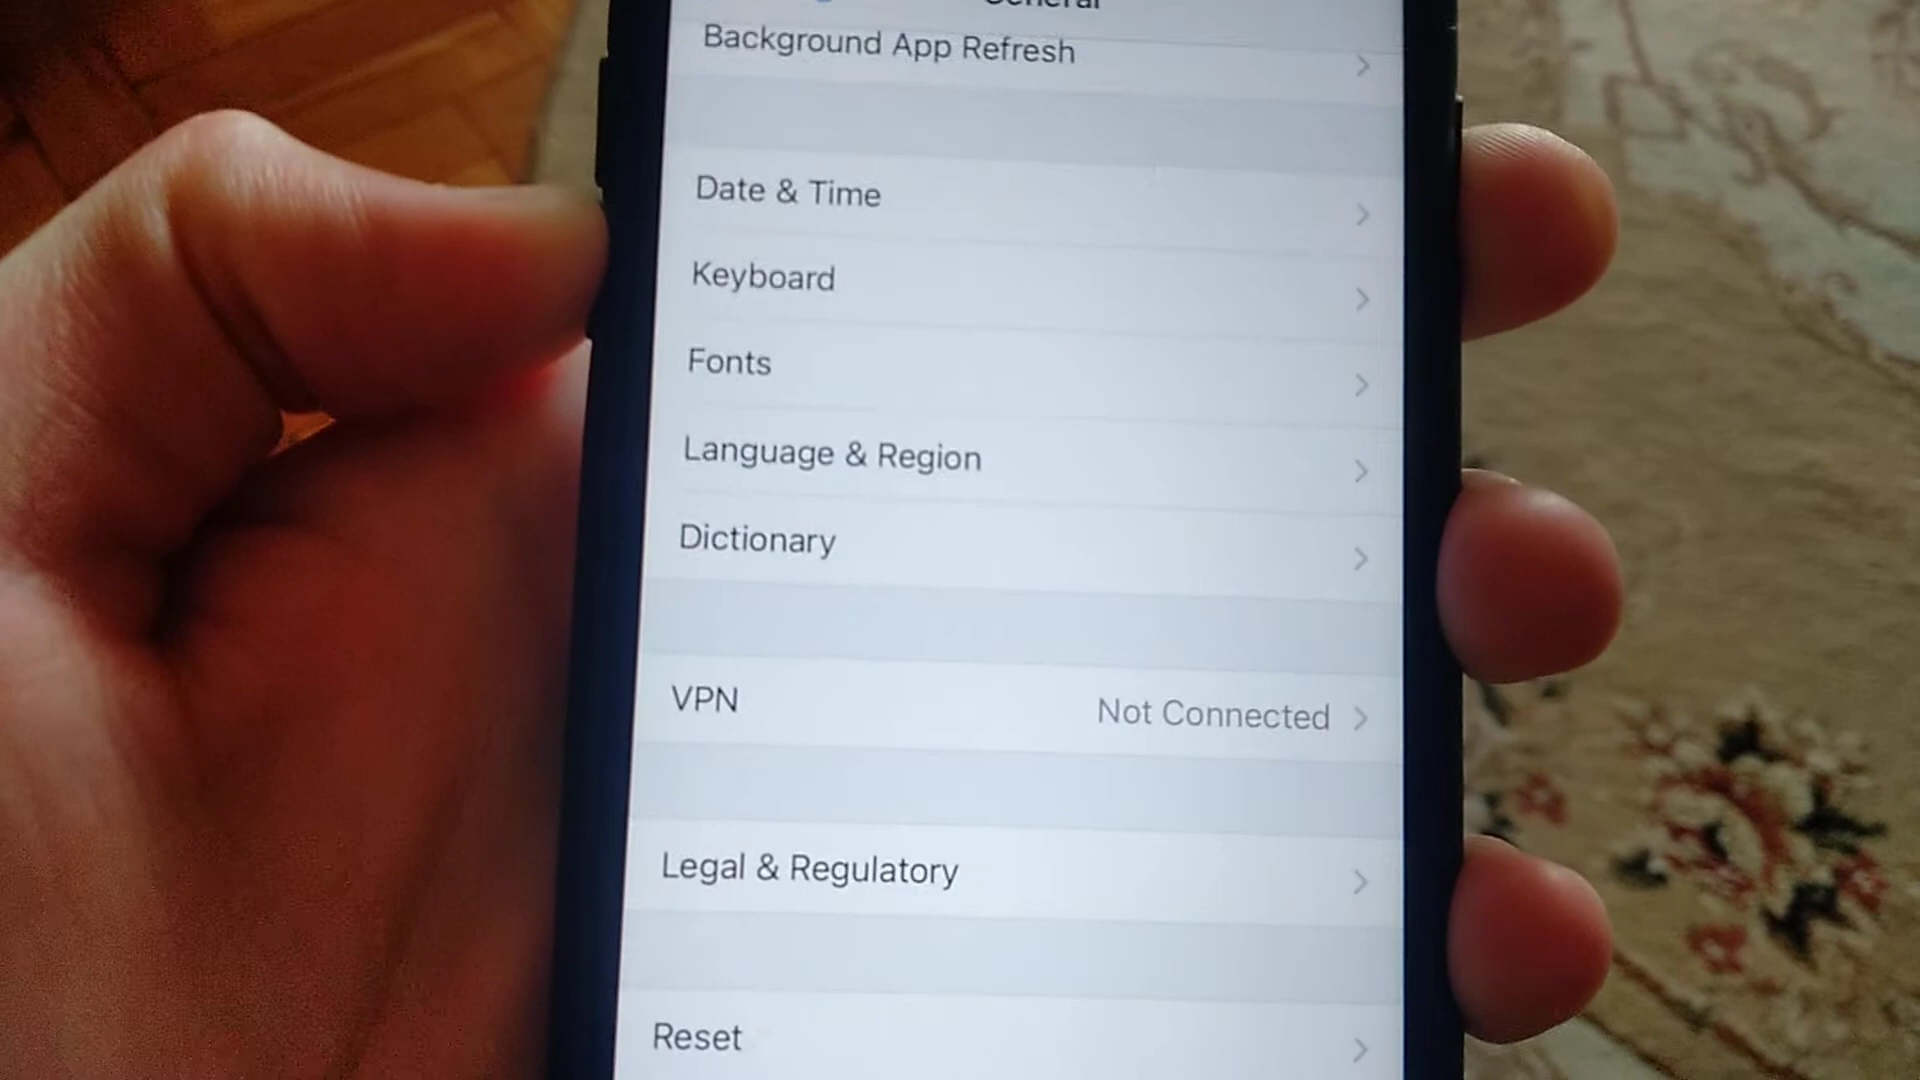 General
Background App Refresh
Date & Time
Keyboard
Fonts
Language & Region
Dictionary
VPN Not Connected
Legal & Regulatory
Reset